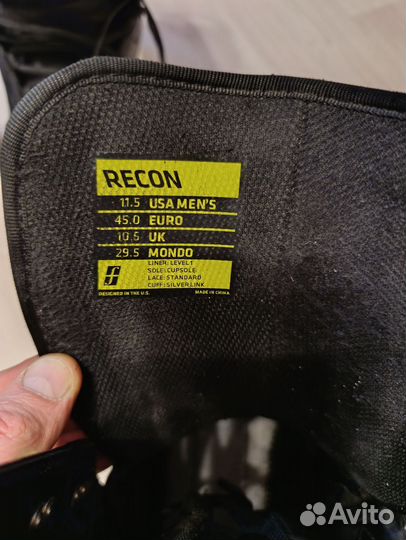 RECON
11.5 USA MEN'S
45.0 EURO
10.5 UK
29.5 MONDO
LINER: LEVEL 1
SOLE: CUPSOLE
LACE: STANDARD
CUFF: SILVER LINK
DESIGNED IN THE U.S. MADE IN CHINA
Avito